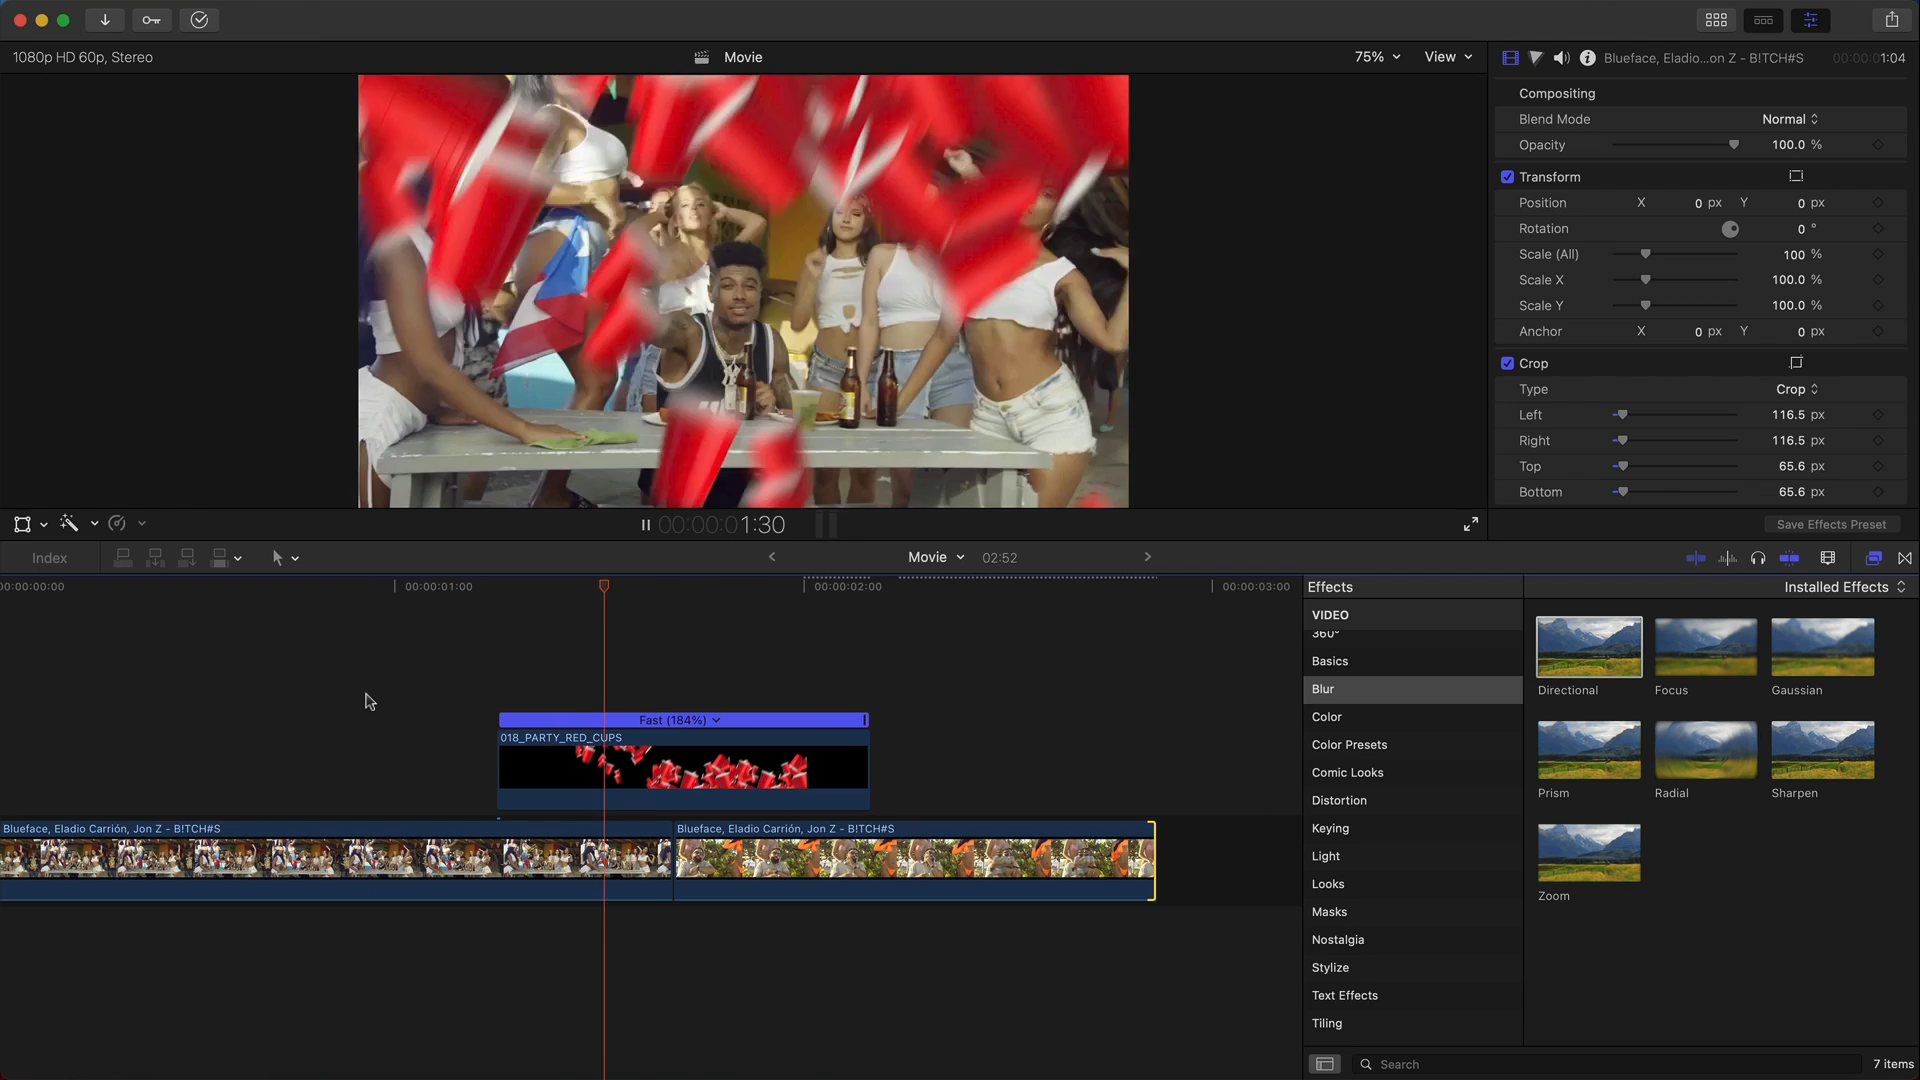 1080p HD 60p, Stereo
Movie
75%
View
Blueface, Eladio...on Z - B!TCH#S
00:00:01:04
Compositing
Blend Mode
Normal
Opacity
100.0 %
Transform
Position
X
0 px
Y
0 px
Rotation
0 °
Scale (All)
100 %
Scale X
100.0 %
Scale Y
100.0 %
Anchor
X
0 px
Y
0 px
Crop
Type
Crop
Left
116.5 px
Right
116.5 px
Top
65.6 px
Bottom
65.6 px
Save Effects Preset
00:00:01:30
Index
Movie
02:52
00:00:00:00
00:00:01:00
00:00:02:00
00:00:03:00
Fast (184%)
018_PARTY_RED_CUPS
Blueface, Eladio Carrión, Jon Z - B!TCH#S
Blueface, Eladio Carrión, Jon Z - B!TCH#S
Effects
Installed Effects
VIDEO
360°
Basics
Blur
Color
Color Presets
Comic Looks
Distortion
Keying
Light
Looks
Masks
Nostalgia
Stylize
Text Effects
Tiling
Directional
Focus
Gaussian
Prism
Radial
Sharpen
Zoom
Search
7 items